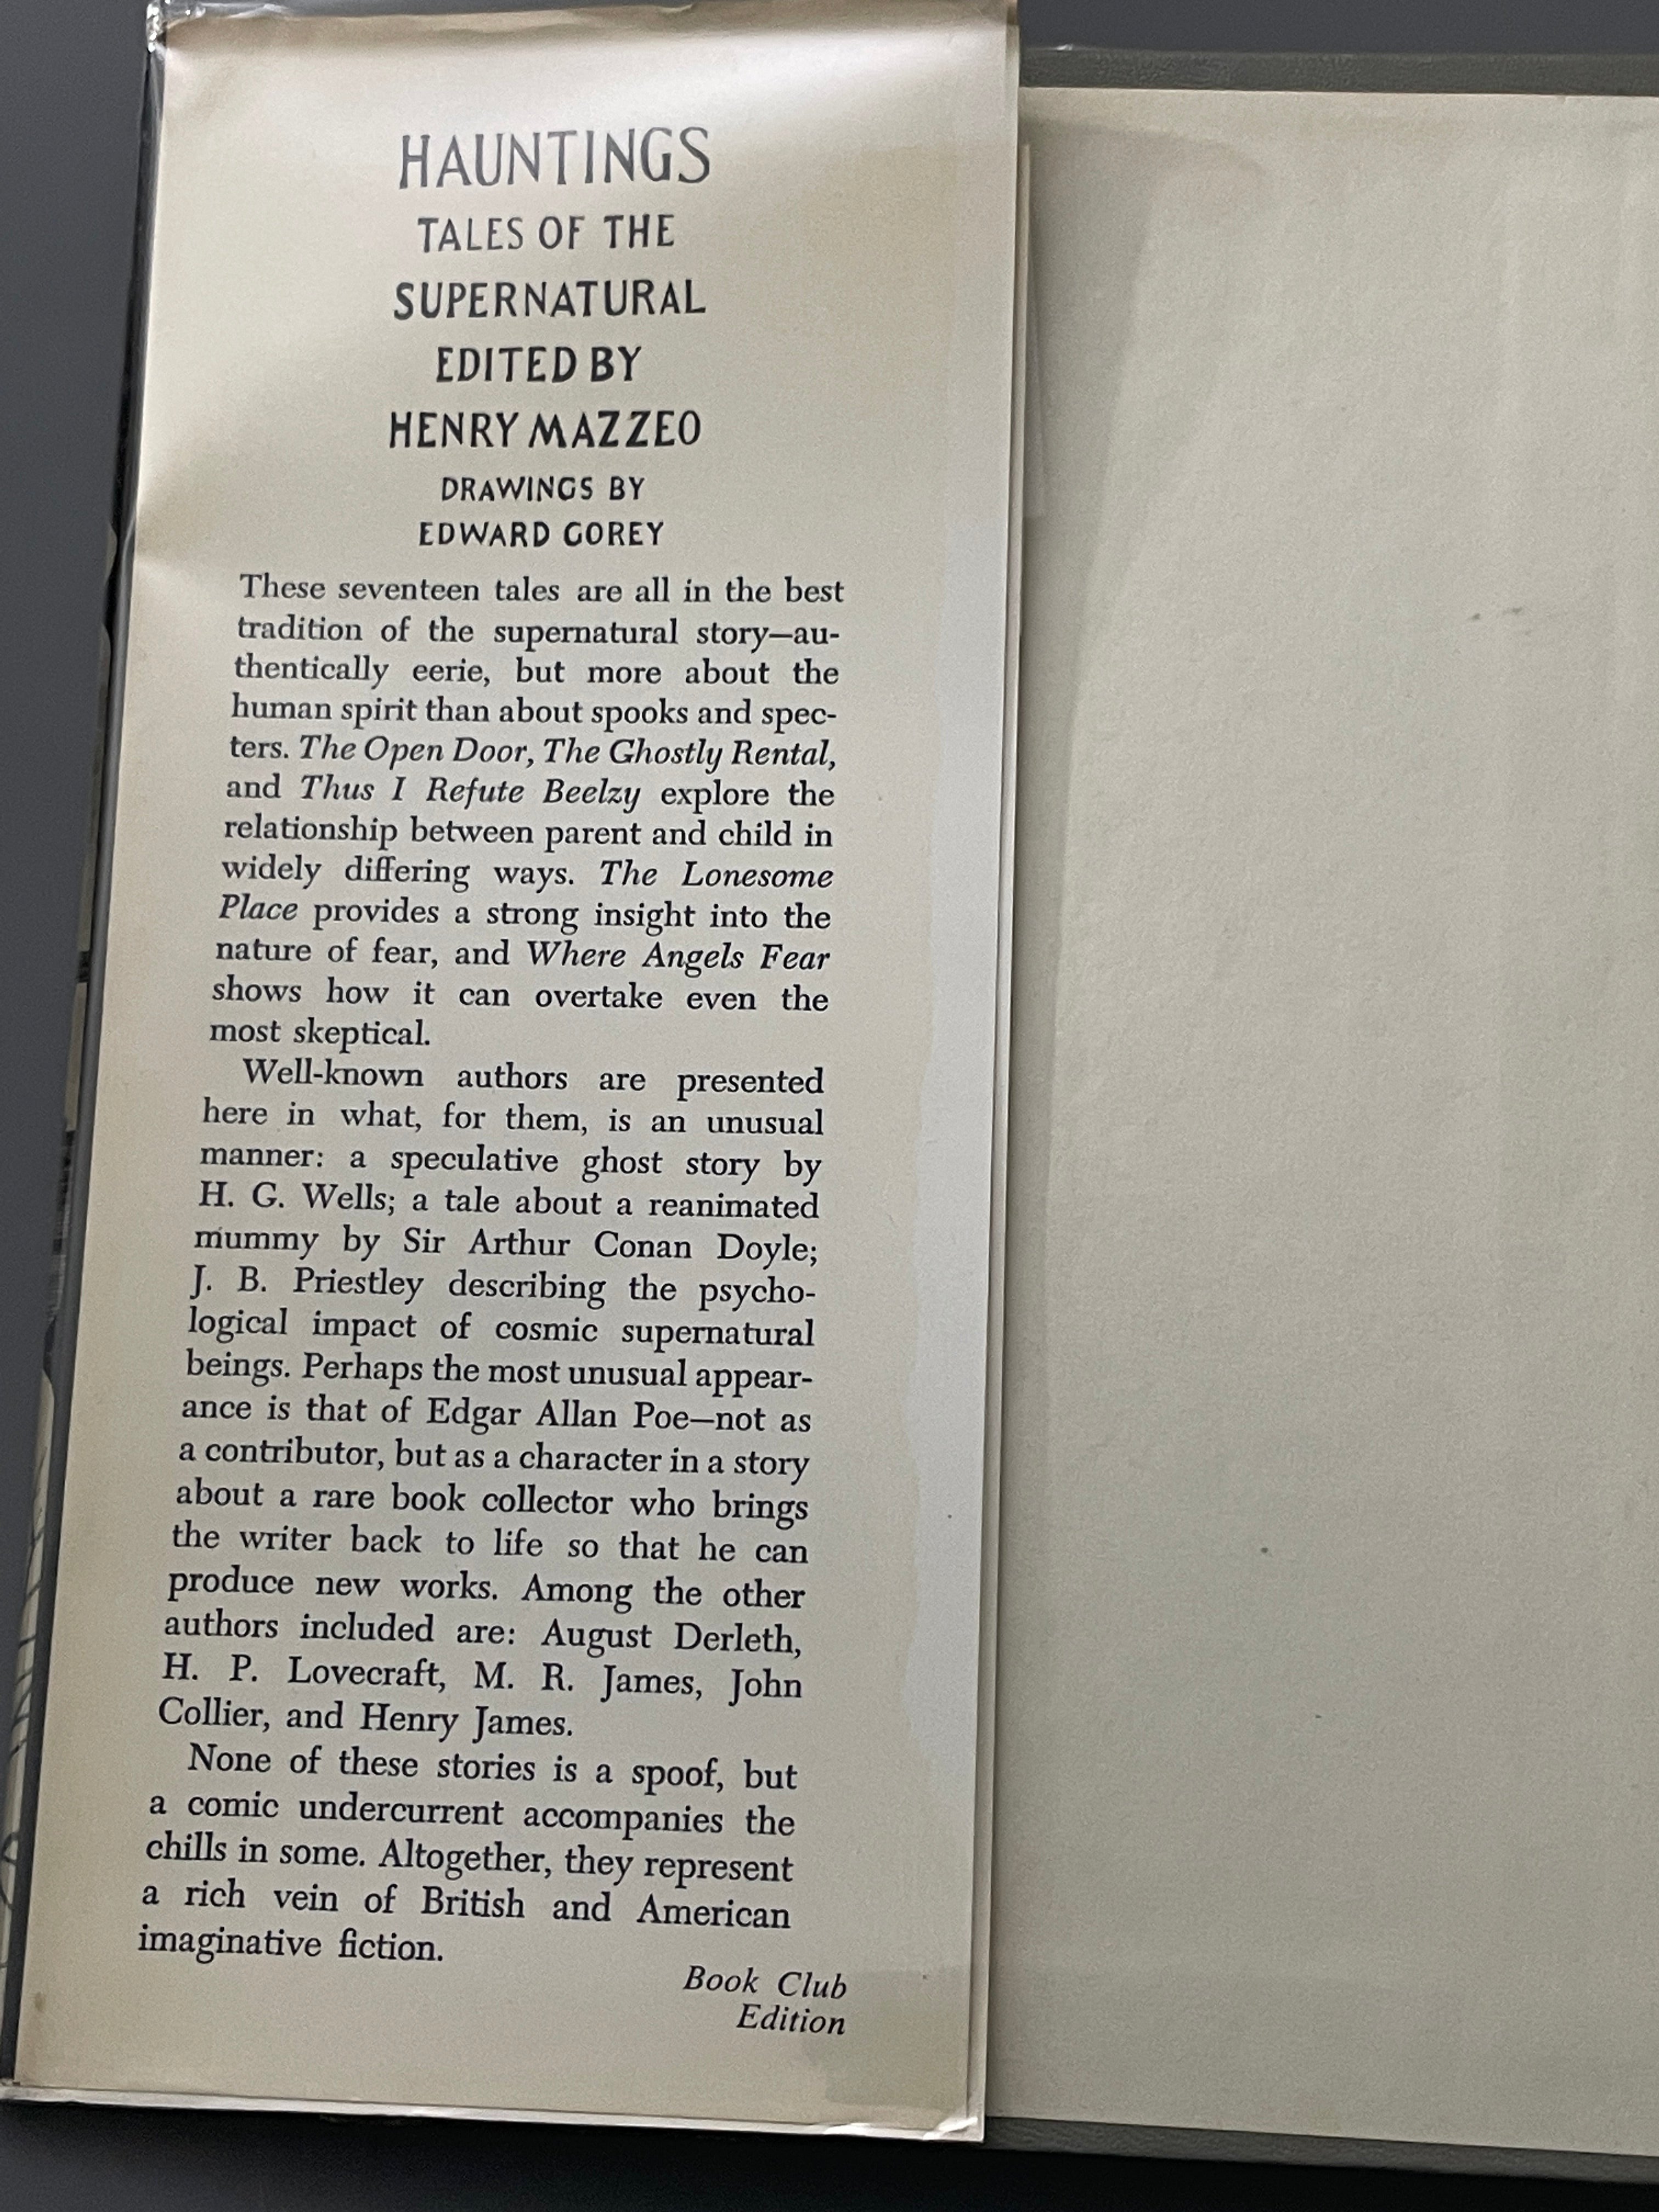 HAUNTINGS
TALES OF THE
SUPERNATURAL
EDITED BY
HENRY MAZZEO
DRAWINGS BY
EDWARD GOREY
These seventeen tales are all in the best
tradition of the supernatural story—au-
thentically eerie, but more about the
human spirit than about spooks and spec-
ters. The Open Door, The Ghostly Rental,
and Thus I Refute Beelzy explore the
relationship between parent and child in
widely differing ways. The Lonesome
Place provides a strong insight into the
nature of fear, and Where Angels Fear
shows how it can overtake even the
most skeptical.
Well-known authors are presented
here in what, for them, is an unusual
manner: a speculative ghost story by
H. G. Wells; a tale about a reanimated
mummy by Sir Arthur Conan Doyle;
J. B. Priestley describing the psycho-
logical impact of cosmic supernatural
beings. Perhaps the most unusual appear-
ance is that of Edgar Allan Poe—not as
a contributor, but as a character in a story
about a rare book collector who brings
the writer back to life so that he can
produce new works. Among the other
authors included are: August Derleth,
H. P. Lovecraft, M. R. James, John
Collier, and Henry James.
None of these stories is a spoof, but
a comic undercurrent accompanies the
chills in some. Altogether, they represent
a rich vein of British and American
imaginative fiction.
Book Club
Edition